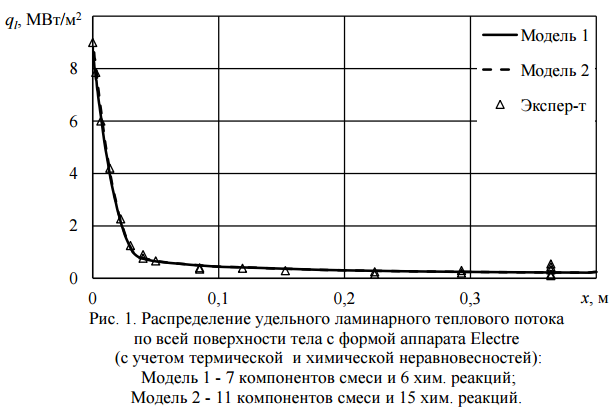 qₗ, МВт/м²
8
6
4
2
0
0
0,1
0,2
0,3
x, м
Модель 1
Модель 2
Экспер-т
Рис. 1. Распределение удельного ламинарного теплового потока
по всей поверхности тела с формой аппарата Electre
(с учетом термической и химической неравновесностей):
Модель 1 - 7 компонентов смеси и 6 хим. реакций;
Модель 2 - 11 компонентов смеси и 15 хим. реакций.